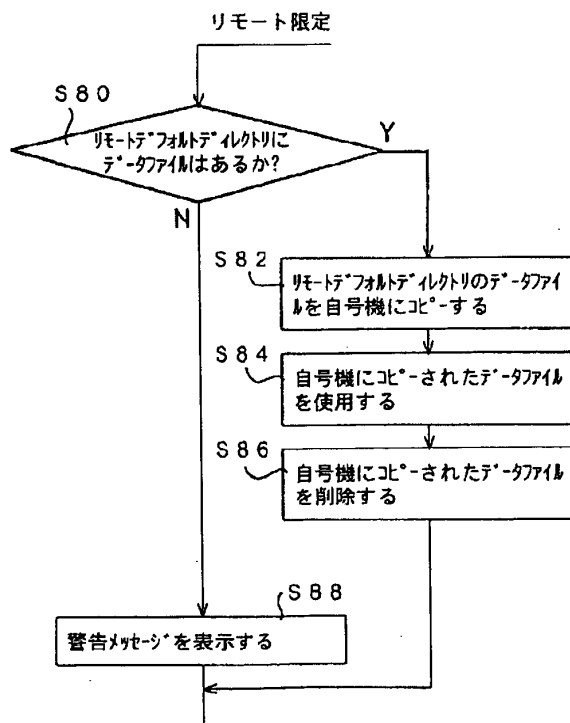 リモート限定
S80
ﾘﾓｰﾄﾃﾞﾌｫﾙﾄﾃﾞｨﾚｸﾄﾘに
ﾃﾞｰﾀﾌｧｲﾙはあるか?
Y
N
S82
ﾘﾓｰﾄﾃﾞﾌｫﾙﾄﾃﾞｨﾚｸﾄﾘのﾃﾞｰﾀﾌｧｲ
ﾙを自号機にｺﾋﾟｰする
S84
自号機にｺﾋﾟｰされたﾃﾞｰﾀﾌｧｲﾙ
を使用する
S86
自号機にｺﾋﾟｰされたﾃﾞｰﾀﾌｧｲﾙ
を削除する
S88
警告ﾒｯｾｰｼﾞを表示する